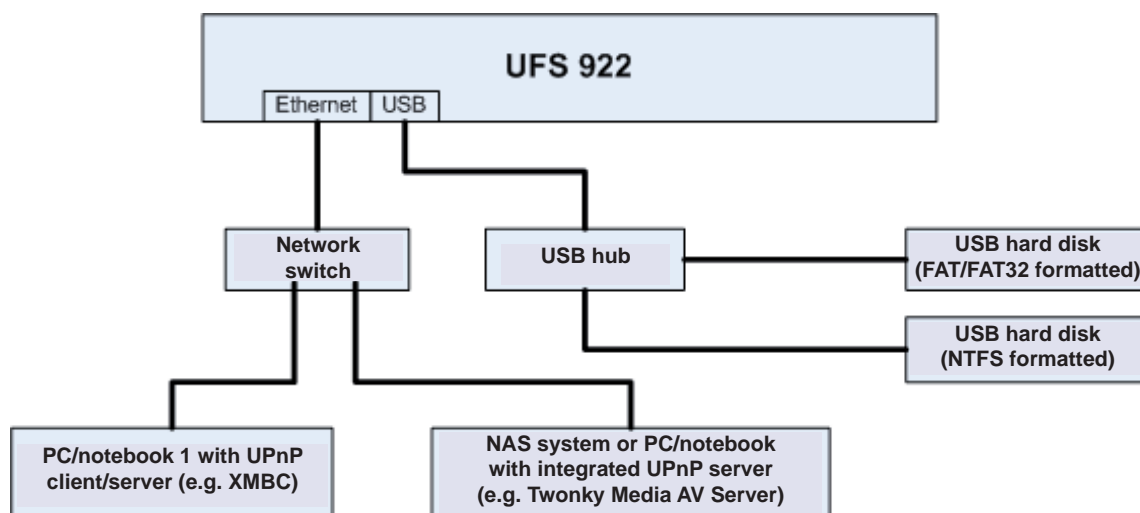 UFS 922
Ethernet USB
Network
switch
USB hub
USB hard disk
(FAT/FAT32 formatted)
USB hard disk
(NTFS formatted)
PC/notebook 1 with UPnP
client/server (e.g. XMBC)
NAS system or PC/notebook
with integrated UPnP server
(e.g. Twonky Media AV Server)